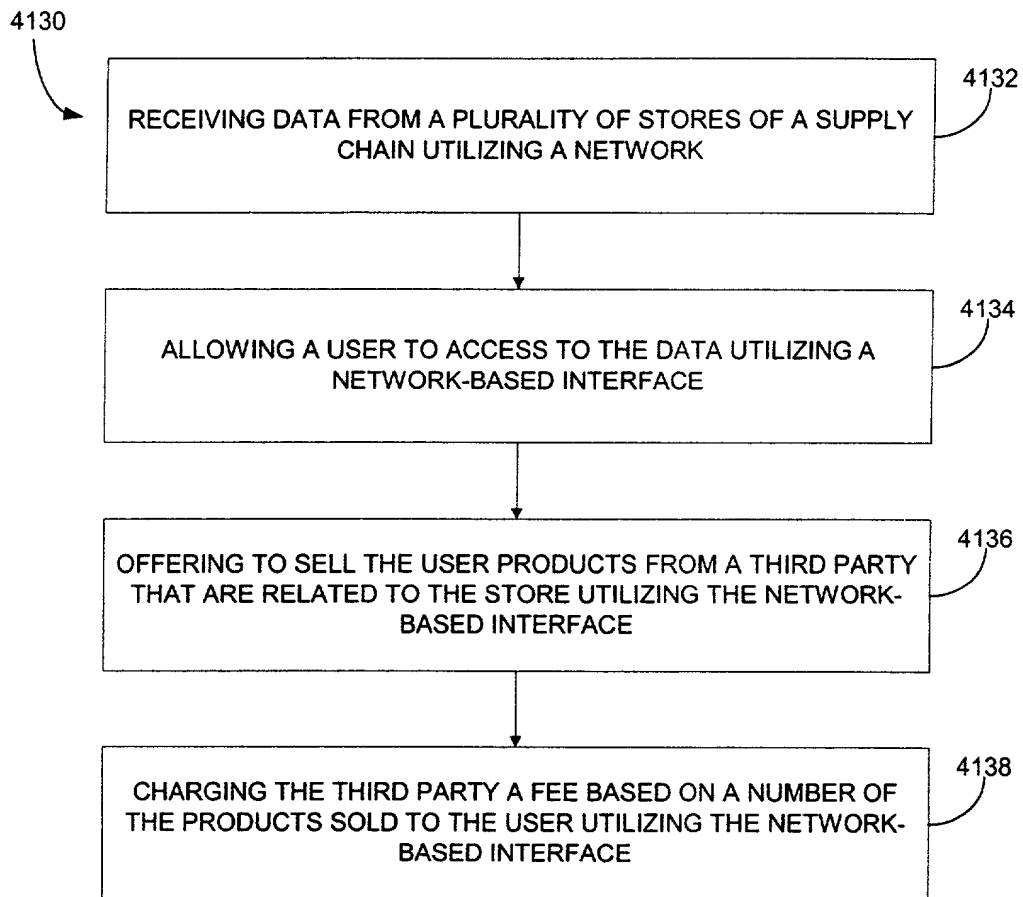 4130
4132
RECEIVING DATA FROM A PLURALITY OF STORES OF A SUPPLY
CHAIN UTILIZING A NETWORK
4134
ALLOWING A USER TO ACCESS TO THE DATA UTILIZING A
NETWORK-BASED INTERFACE
4136
OFFERING TO SELL THE USER PRODUCTS FROM A THIRD PARTY
THAT ARE RELATED TO THE STORE UTILIZING THE NETWORK-
BASED INTERFACE
4138
CHARGING THE THIRD PARTY A FEE BASED ON A NUMBER OF
THE PRODUCTS SOLD TO THE USER UTILIZING THE NETWORK-
BASED INTERFACE